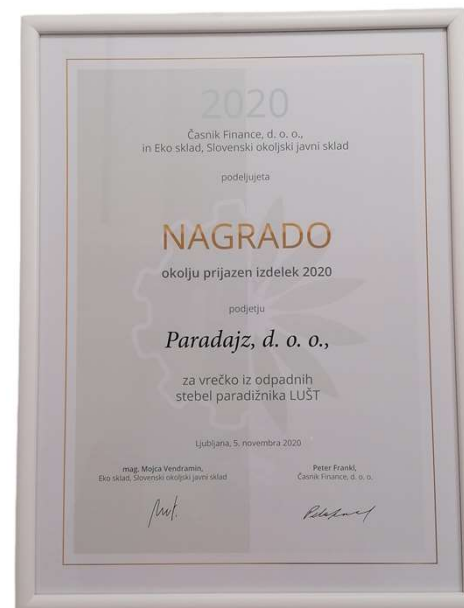 2020
Časnik Finance, d. o. o.,
in Eko sklad, Slovenski okoljski javni sklad
podeljujeta
NAGRADO
okolju prijazen izdelek 2020
podjetju
Paradajz, d. o. o.,
za vrečko iz odpadnih
stebel paradižnika LUŠT
Ljubljana, 5. novembra 2020
mag. Mojca Vendramin,
Eko sklad, Slovenski okoljski javni sklad
Peter Frankl,
Časnik Finance, d. o. o.